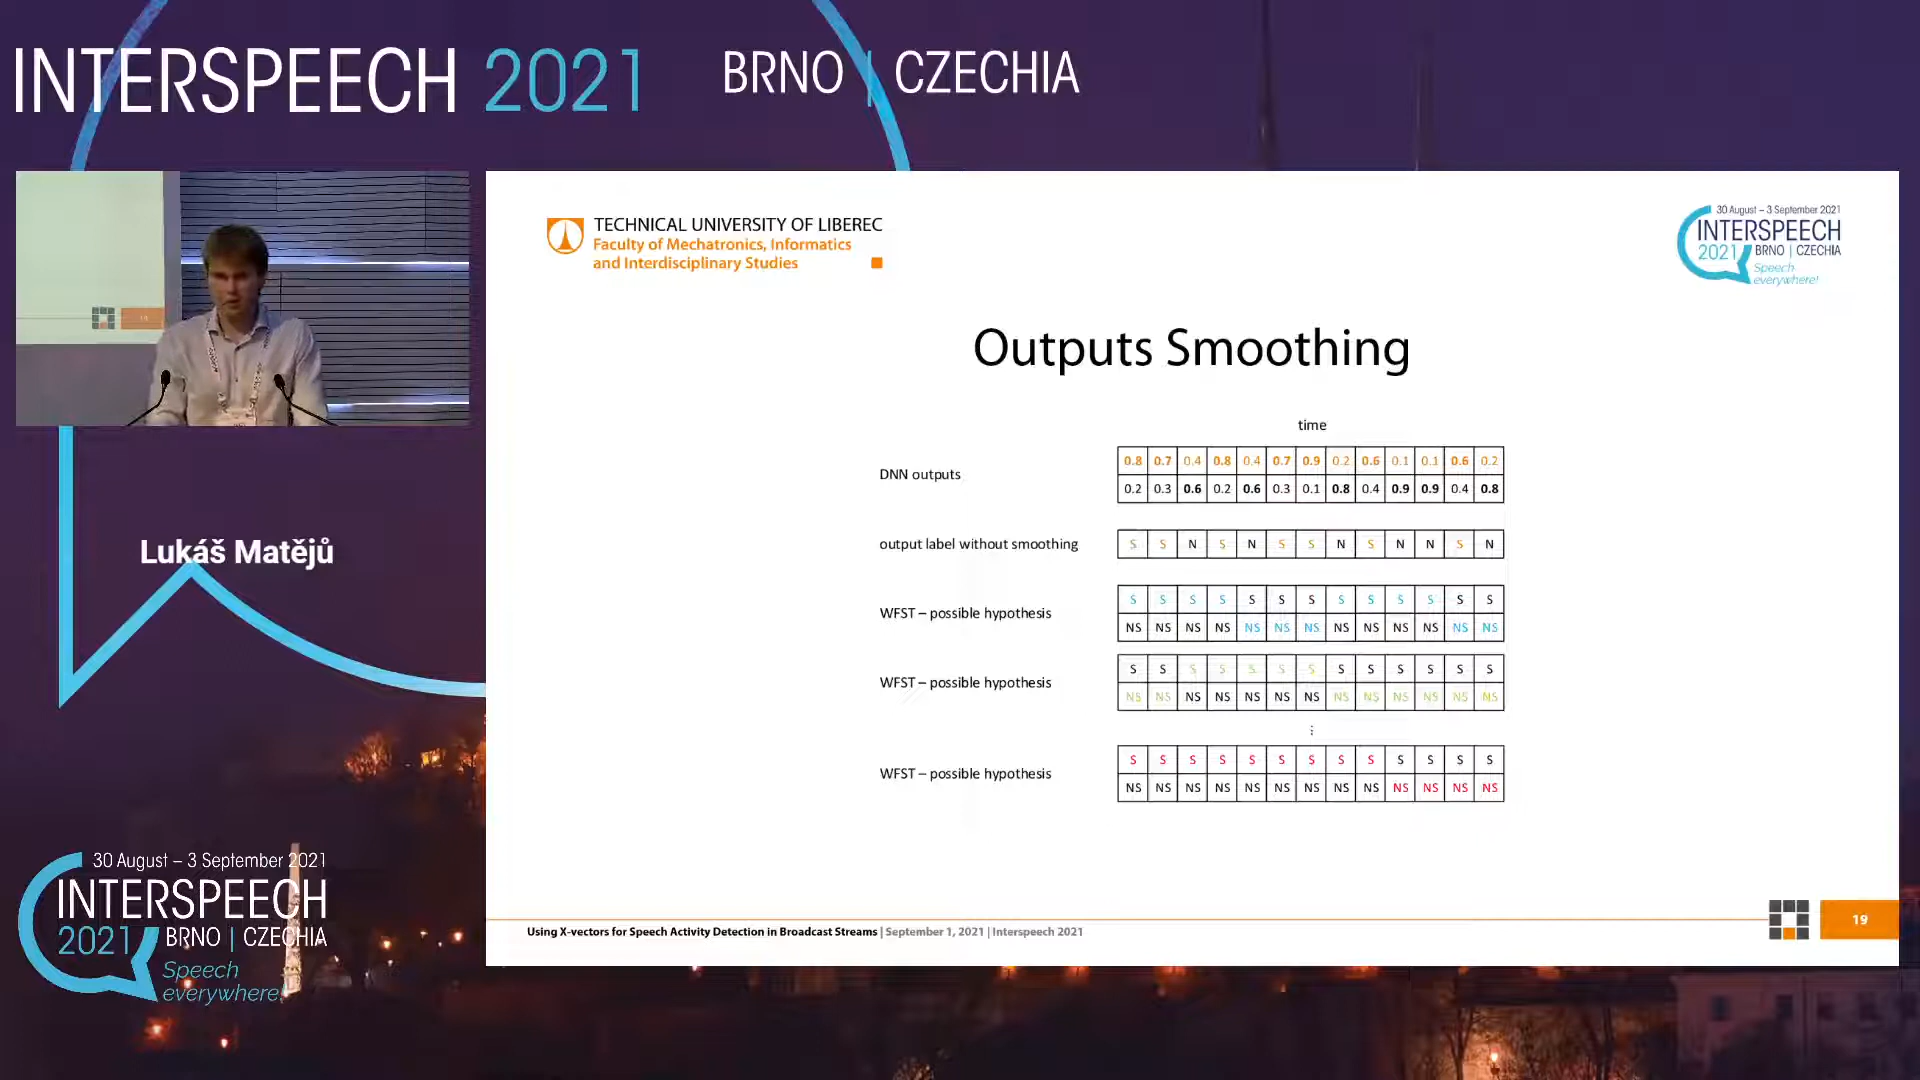 INTERSPEECH 2021 BRNO | CZECHIA
TECHNICAL UNIVERSITY OF LIBEREC
Faculty of Mechatronics, Informatics
and Interdisciplinary Studies
30 August – 3 September 2021
INTERSPEECH
2021 BRNO | CZECHIA
Speech
everywhere!
Outputs Smoothing
time
DNN outputs
0.8 0.7 0.4 0.8 0.4 0.7 0.9 0.2 0.6 0.1 0.1 0.6 0.2
0.2 0.3 0.6 0.2 0.6 0.3 0.1 0.8 0.4 0.9 0.9 0.4 0.8
output label without smoothing
S S N S N S S N S N N S N
WFST – possible hypothesis
S S S S S S S S S S S S S
NS NS NS NS NS NS NS NS NS NS NS NS NS
WFST – possible hypothesis
S S S S S S S S S S S S S
NS NS NS NS NS NS NS NS NS NS NS NS NS
⋮
WFST – possible hypothesis
S S S S S S S S S S S S S
NS NS NS NS NS NS NS NS NS NS NS NS NS
Using X-vectors for Speech Activity Detection in Broadcast Streams | September 1, 2021 | Interspeech 2021
19
Lukáš Matějů
30 August – 3 September 2021
INTERSPEECH
2021 BRNO | CZECHIA
Speech
everywhere!